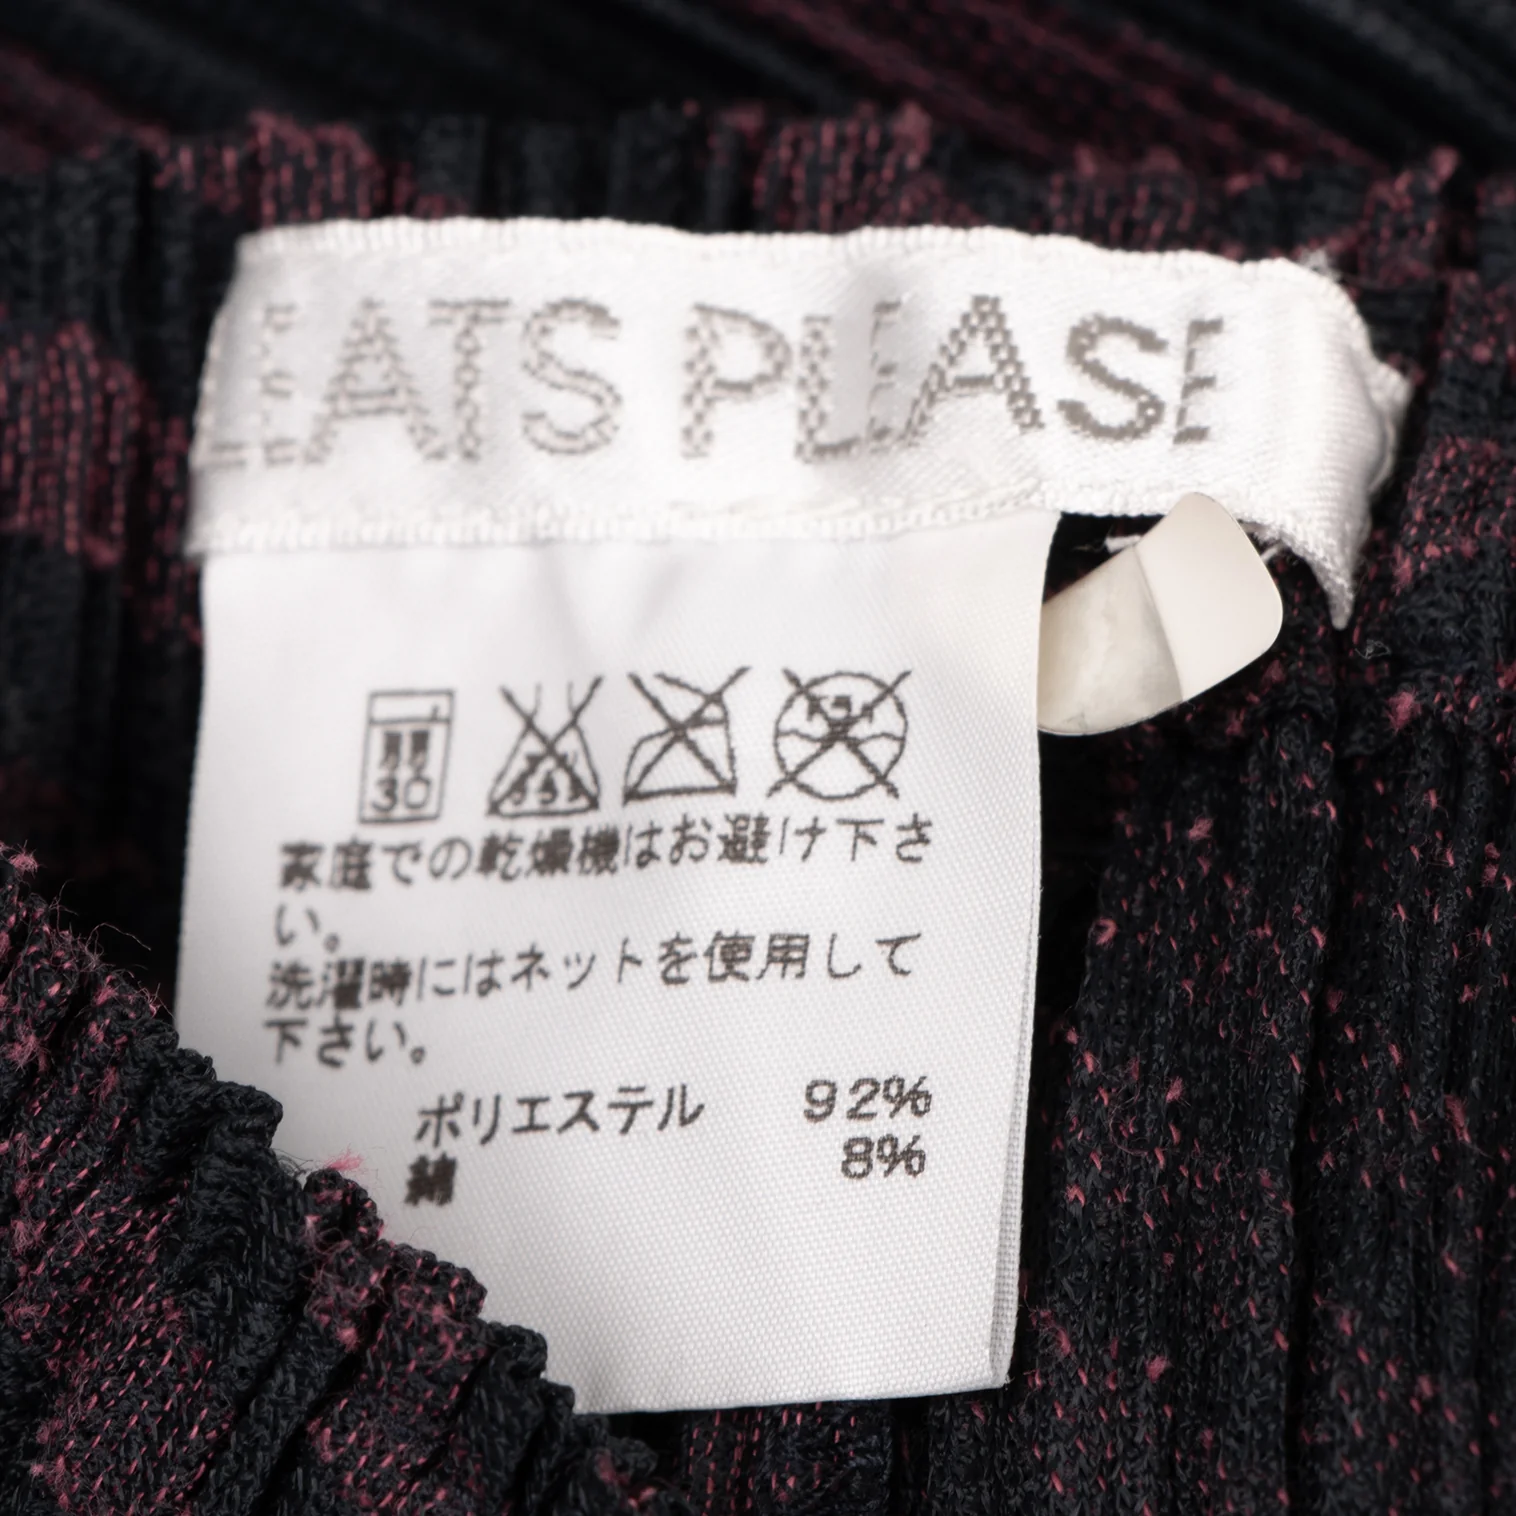 LEATS PLEASE
30
家庭での乾燥機はお避け下さ
い。
洗濯時にはネットを使用して
下さい。
ポリエステル 92%
綿 8%